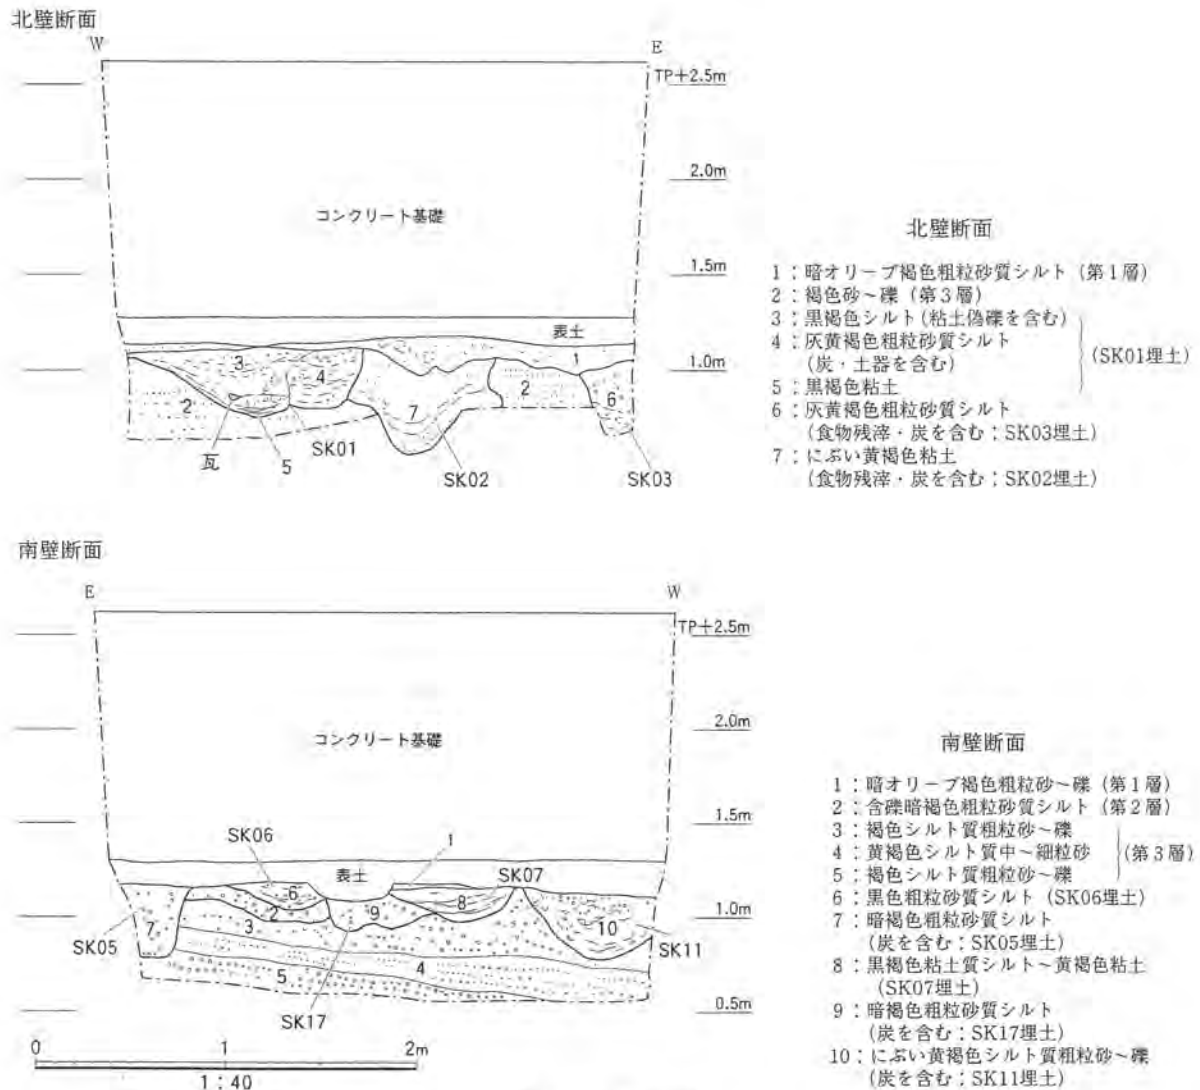 北壁断面
W
E
TP+2.5m
2.0m
コンクリート基礎
1.5m
表土
1.0m
3
4
1
2
2
6
7
瓦
5
SK01
SK02
SK03
北壁断面
1：暗オリーブ褐色粗粒砂質シルト（第1層）
2：褐色砂～礫（第3層）
3：黒褐色シルト（粘土偽礫を含む）
4：灰黄褐色粗粒砂質シルト
（炭・土器を含む）
5：黒褐色粘土
（SK01埋土）
6：灰黄褐色粗粒砂質シルト
（食物残滓・炭を含む；SK03埋土）
7：にぶい黄褐色粘土
（食物残滓・炭を含む；SK02埋土）
南壁断面
E
W
TP+2.5m
2.0m
コンクリート基礎
1.5m
SK06
1
表土
SK07
6
8
1.0m
2
9
7
3
10
SK05
SK11
4
5
0.5m
SK17
0
1
2m
1：40
南壁断面
1：暗オリーブ褐色粗粒砂～礫（第1層）
2：含礫暗褐色粗粒砂質シルト（第2層）
3：褐色シルト質粗粒砂～礫
4：黄褐色シルト質中～細粒砂
（第3層）
5：褐色シルト質粗粒砂～礫
6：黒色粗粒砂質シルト（SK06埋土）
7：暗褐色粗粒砂質シルト
（炭を含む；SK05埋土）
8：黒褐色粘土質シルト～黄褐色粘土
（SK07埋土）
9：暗褐色粗粒砂質シルト
（炭を含む；SK17埋土）
10：にぶい黄褐色シルト質粗粒砂～礫
（炭を含む；SK11埋土）